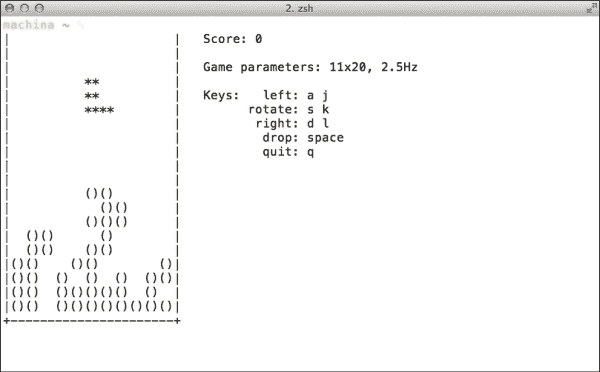 2. zsh
machina ~ %
|                      |   Score: 0
|                      |
|                      |   Game parameters: 11x20, 2.5Hz
|          **          |
|          **          |   Keys:   left: a j
|          ****        |         rotate: s k
|                      |          right: d l
|                      |           drop: space
|                      |           quit: q
|                      |
|                      |
|          ()()        |
|            ()()      |
|          ()()()      |
|  ()()      ()        |
|  ()()    ()()        |
|()()    ()()        ()|
|()()  ()  ()  ()  ()()|
|()()  ()()()()()  ()  |
|()()  ()()()()()()()()|
+----------------------+